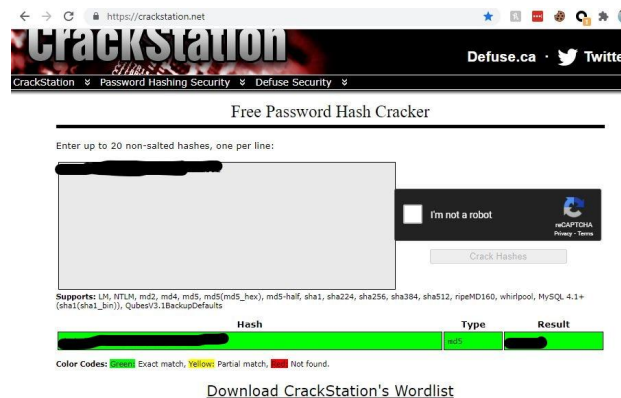 https://crackstation.net
CrackStation
Defuse.ca · Twitte
CrackStation Password Hashing Security Defuse Security
Free Password Hash Cracker
Enter up to 20 non-salted hashes, one per line:
I'm not a robot
reCAPTCHA
Privacy - Terms
Crack Hashes
Supports: LM, NTLM, md2, md4, md5, md5(md5_hex), md5-half, sha1, sha224, sha256, sha384, sha512, ripeMD160, whirlpool, MySQL 4.1+
(sha1(sha1_bin)), QubesV3.1BackupDefaults
Hash Type Result
md5
Color Codes: Green: Exact match, Yellow: Partial match, Red: Not found.
Download CrackStation's Wordlist